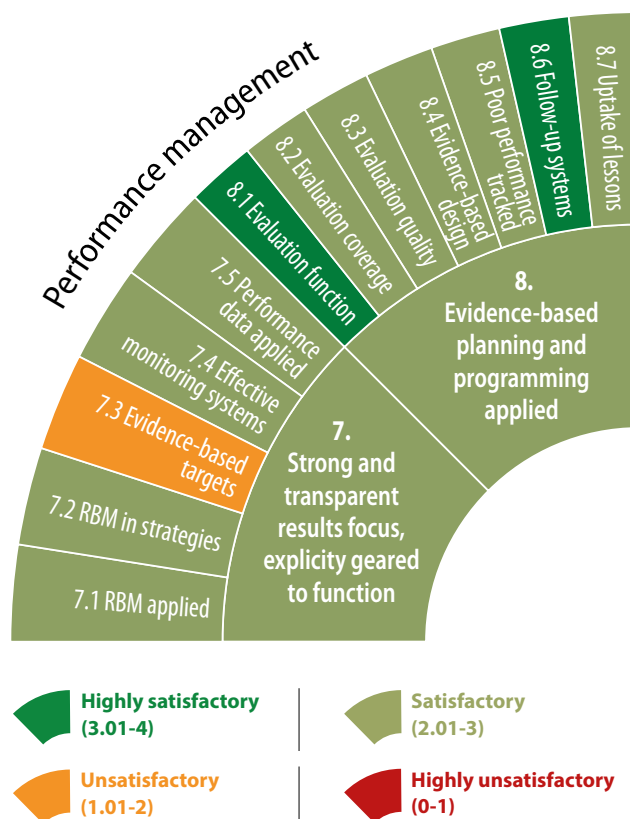 Performance management
8.1 Evaluation function
8.2 Evaluation coverage
8.3 Evaluation quality
8.4 Evidence-based
design
8.5 Poor performance
tracked
8.6 Follow-up systems
8.7 Uptake of lessons
7.5 Performance
data applied
7.4 Effective
monitoring systems
7.3 Evidence-based
targets
7.2 RBM in strategies
7.1 RBM applied
8.
Evidence-based
planning and
programming
applied
7.
Strong and
transparent
results focus,
explicity geared
to function
Highly satisfactory
(3.01-4)
Satisfactory
(2.01-3)
Unsatisfactory
(1.01-2)
Highly unsatisfactory
(0-1)